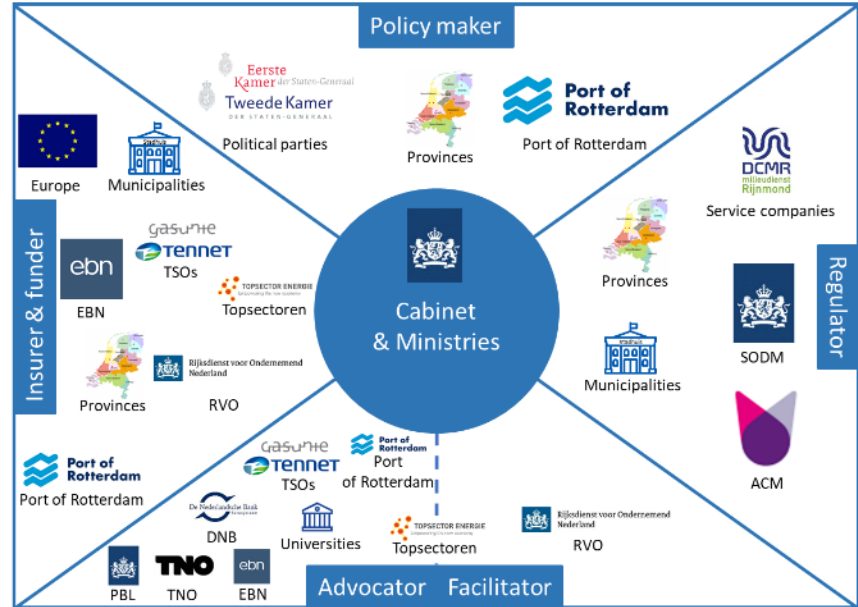 Policy maker
Eerste
Kamer der Staten-Generaal
Tweede Kamer
DER STATEN-GENERAAL
Political parties
Provinces
Port of
Rotterdam
Port of Rotterdam
Europe
Stadhuis
Municipalities
gasunie
TENNET
TSOs
ebn
EBN
TOPSECTOR ENERGIE
Topsectoren
Insurer & funder
Provinces
Rijksdienst voor Ondernemend
Nederland
RVO
Port of
Rotterdam
Port of Rotterdam
Cabinet
& Ministries
DCMR
milieudienst
Rijnmond
Service companies
Provinces
Regulator
SODM
Stadhuis
Municipalities
ACM
gasunie
TENNET
TSOs
Port of
Rotterdam
Port
of Rotterdam
De Nederlandsche Bank
DNB
Universities
TOPSECTOR ENERGIE
Topsectoren
Rijksdienst voor Ondernemend
Nederland
RVO
PBL
TNO
TNO
ebn
EBN
Advocator
Facilitator